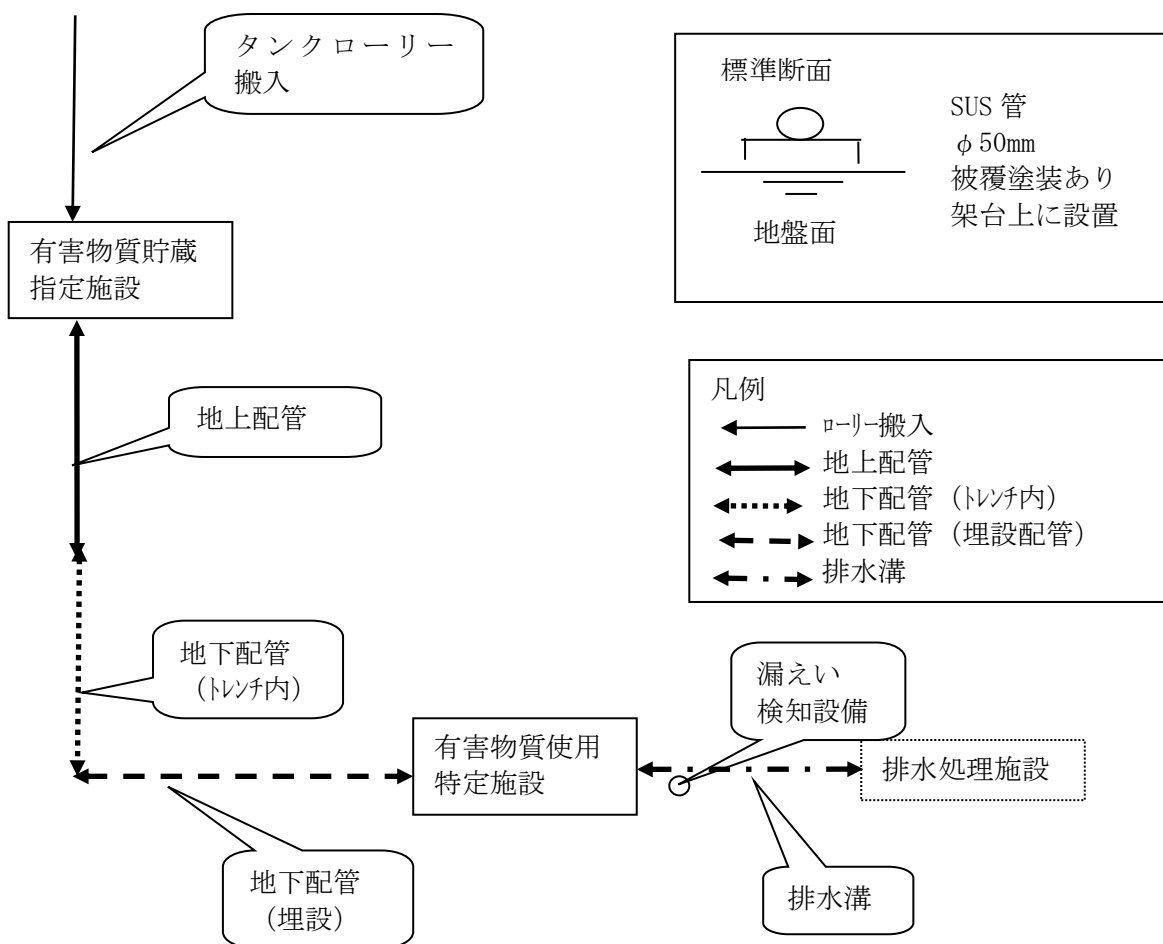 タンクローリー
搬入
標準断面
SUS 管
φ50mm
被覆塗装あり
架台上に設置
地盤面
有害物質貯蔵
指定施設
凡例
ﾛｰﾘｰ搬入
地上配管
地下配管（ﾄﾚﾝﾁ内）
地下配管（埋設配管）
排水溝
地上配管
地下配管
（ﾄﾚﾝﾁ内）
漏えい
検知設備
有害物質使用
特定施設
排水処理施設
地下配管
（埋設）
排水溝